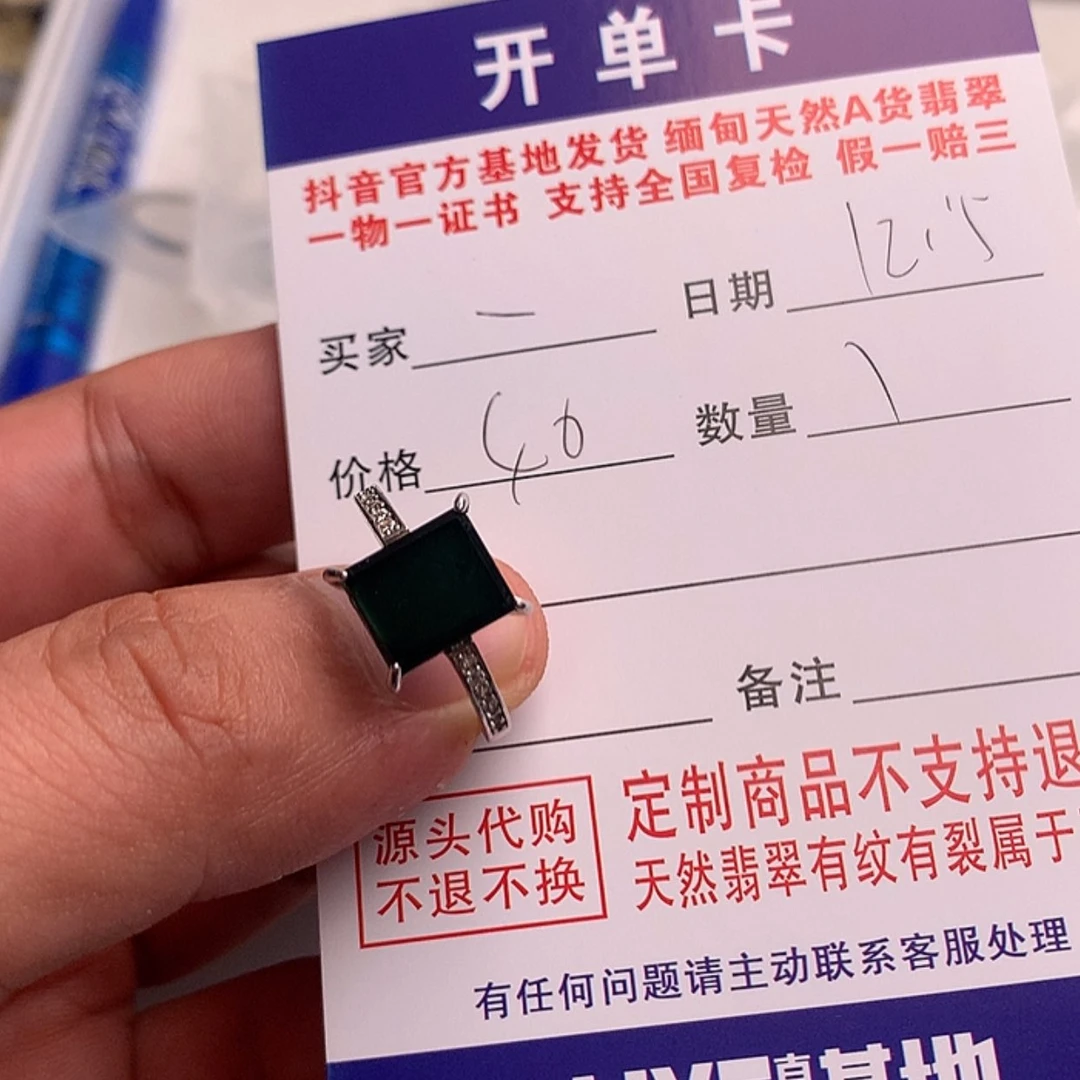 开单卡
抖音官方基地发货 缅甸天然A货翡翠
一物一证书 支持全国复检 假一赔三
买家 一 日期 12.15
价格 40 数量 1
备注
源头代购
不退不换
定制商品不支持退
天然翡翠有纹有裂属于
有任何问题请主动联系客服处理
基地